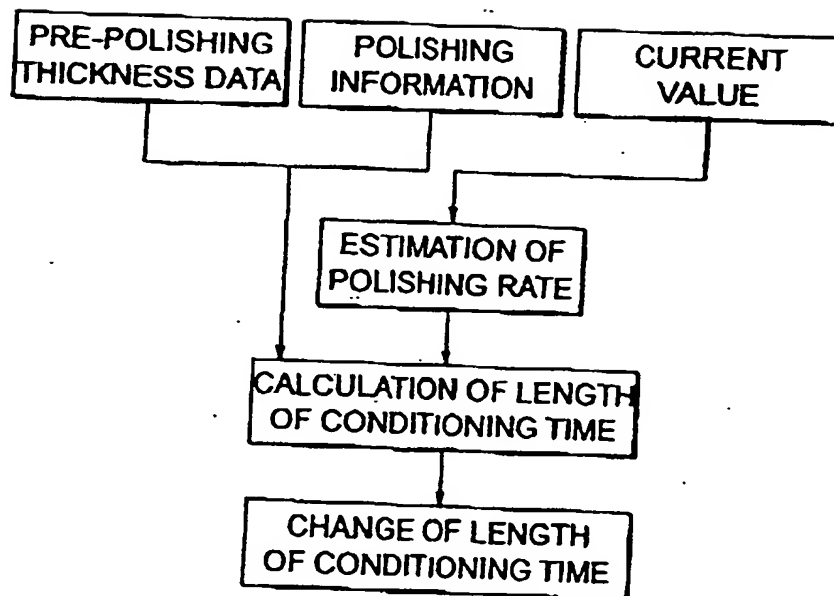 PRE-POLISHING
THICKNESS DATA
POLISHING
INFORMATION
CURRENT
VALUE
ESTIMATION OF
POLISHING RATE
CALCULATION OF LENGTH
OF CONDITIONING TIME
CHANGE OF LENGTH
OF CONDITIONING TIME